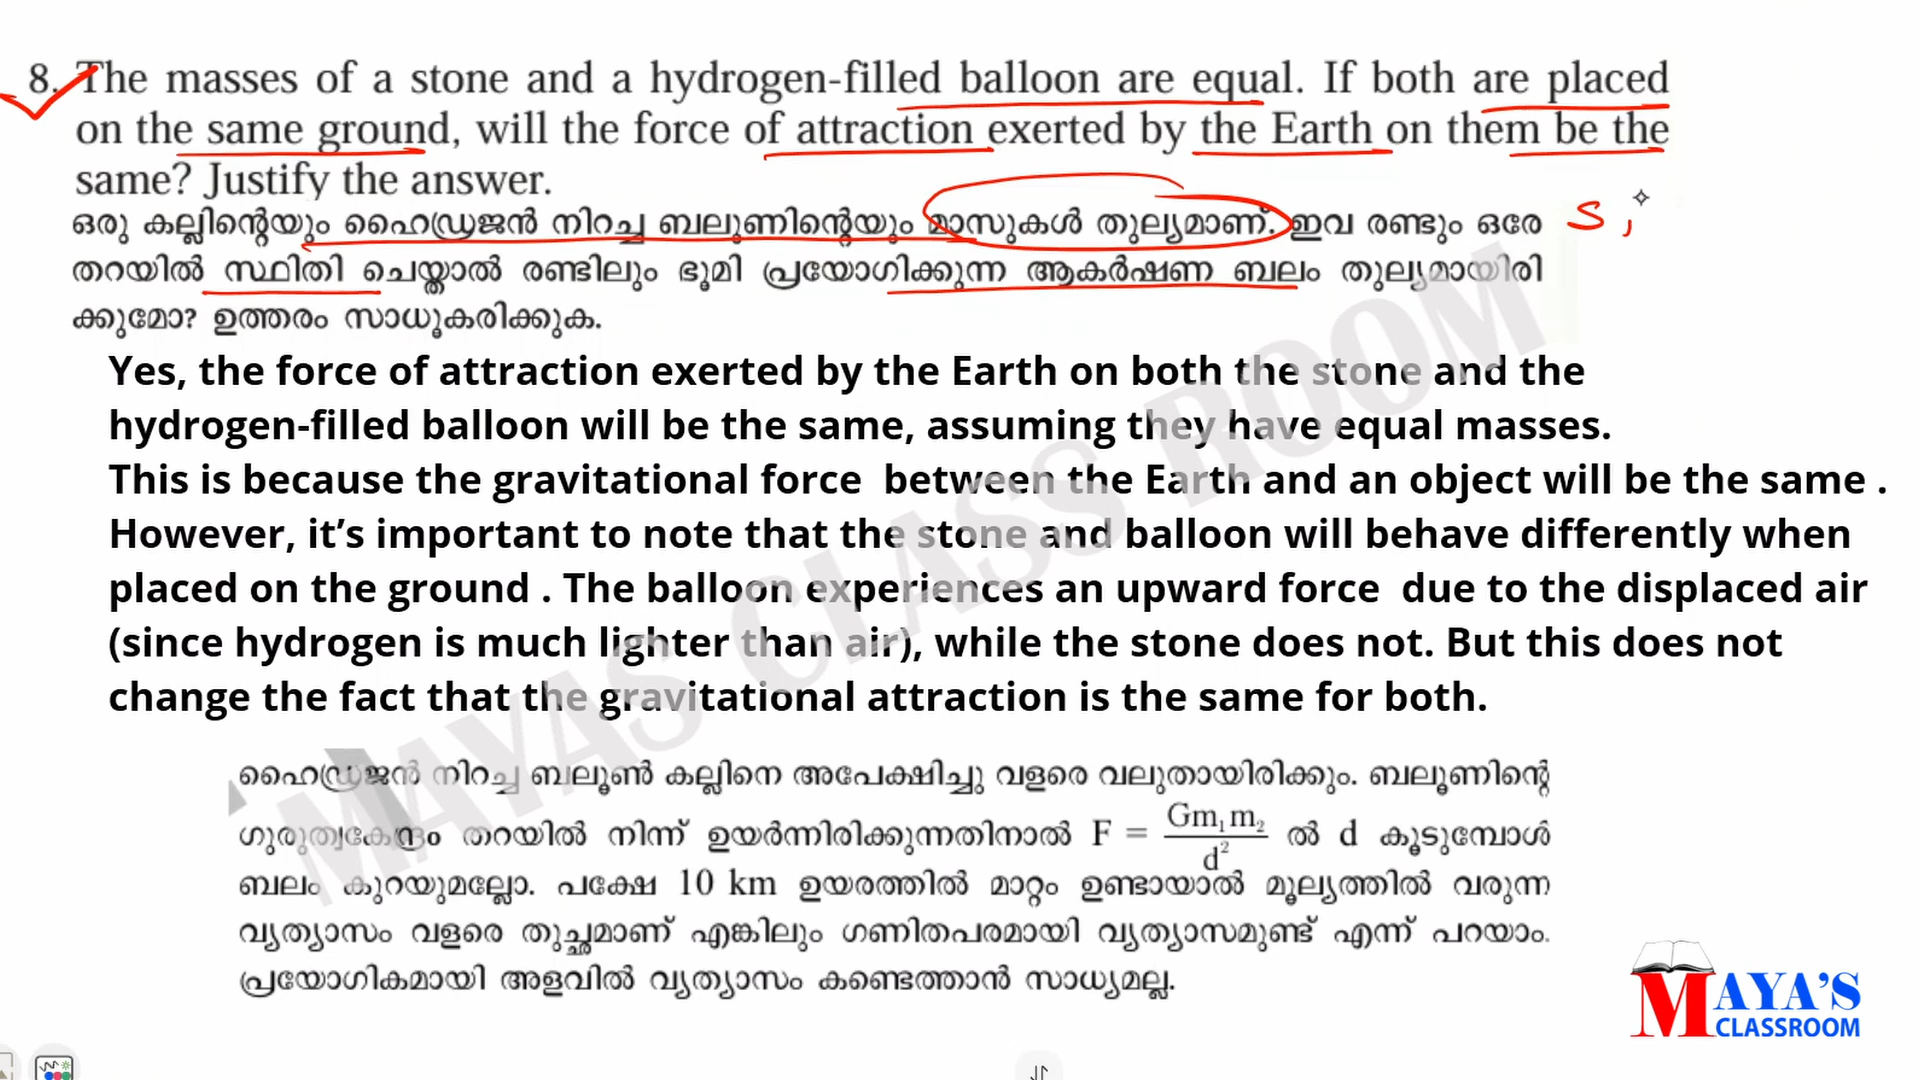 8. The masses of a stone and a hydrogen-filled balloon are equal. If both are placed
on the same ground, will the force of attraction exerted by the Earth on them be the
same? Justify the answer.
ഒരു കല്ലിന്റെയും ഹൈഡ്രജൻ നിറച്ച ബലൂണിന്റെയും മാസുകൾ തുല്യമാണ്. ഇവ രണ്ടും ഒരേ
തറയിൽ സ്ഥിതി ചെയ്താൽ രണ്ടിലും ഭൂമി പ്രയോഗിക്കുന്ന ആകർഷണ ബലം തുല്യമായിരി
ക്കുമോ? ഉത്തരം സാധൂകരിക്കുക.
S,
Yes, the force of attraction exerted by the Earth on both the stone and the
hydrogen-filled balloon will be the same, assuming they have equal masses.
This is because the gravitational force  between the Earth and an object will be the same .
However, it’s important to note that the stone and balloon will behave differently when
placed on the ground . The balloon experiences an upward force  due to the displaced air
(since hydrogen is much lighter than air), while the stone does not. But this does not
change the fact that the gravitational attraction is the same for both.
ഹൈഡ്രജൻ നിറച്ച ബലൂൺ കല്ലിനെ അപേക്ഷിച്ചു വളരെ വലുതായിരിക്കും. ബലൂണിന്റെ
ഗുരുത്വകേന്ദ്രം തറയിൽ നിന്ന് ഉയർന്നിരിക്കുന്നതിനാൽ F = Gm₁m₂/d² ൽ d കൂടുമ്പോൾ
ബലം കുറയുമല്ലോ. പക്ഷേ 10 km ഉയരത്തിൽ മാറ്റം ഉണ്ടായാൽ മൂല്യത്തിൽ വരുന്ന
വ്യത്യാസം വളരെ തുച്ഛമാണ് എങ്കിലും ഗണിതപരമായി വ്യത്യാസമുണ്ട് എന്ന് പറയാം.
പ്രയോഗികമായി അളവിൽ വ്യത്യാസം കണ്ടെത്താൻ സാധ്യമല്ല.
MAYAS CLASS ROOM
MAYA’S
CLASSROOM